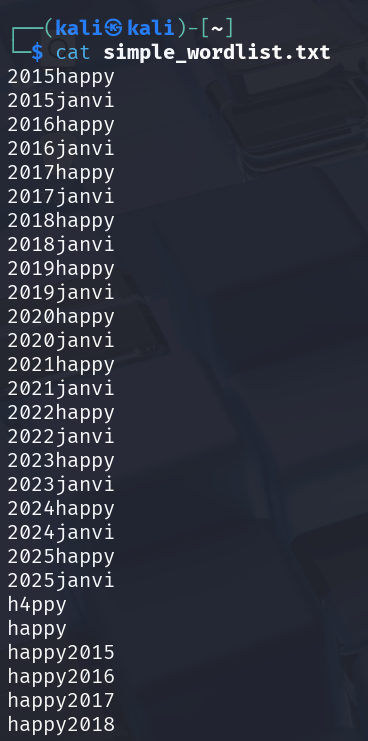 ┌──(kali㉿kali)-[~]
└─$ cat simple_wordlist.txt
2015happy
2015janvi
2016happy
2016janvi
2017happy
2017janvi
2018happy
2018janvi
2019happy
2019janvi
2020happy
2020janvi
2021happy
2021janvi
2022happy
2022janvi
2023happy
2023janvi
2024happy
2024janvi
2025happy
2025janvi
h4ppy
happy
happy2015
happy2016
happy2017
happy2018